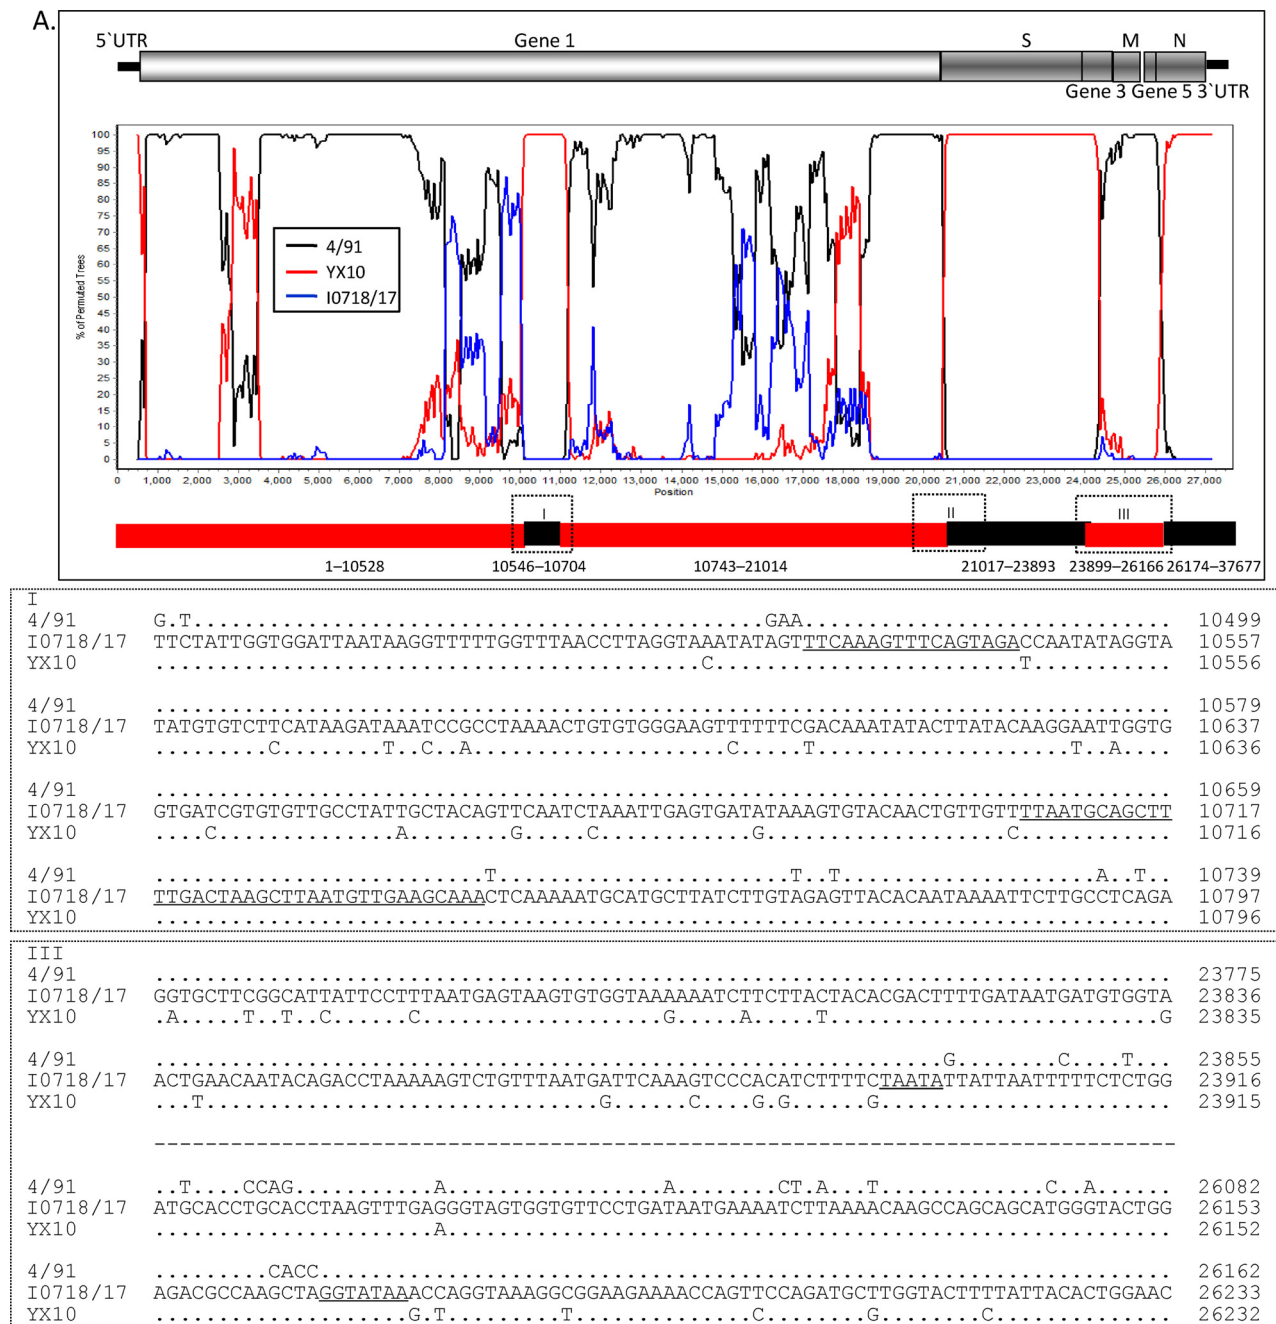 A.
5`UTR Gene 1 S M N
Gene 3 Gene 5 3`UTR
% of Permuted Trees
100
95
90
85
80
75
70
65
60
55
50
45
40
35
30
25
20
15
10
5
0
4/91
YX10
I0718/17
0 1,000 2,000 3,000 4,000 5,000 6,000 7,000 8,000 9,000 10,000 11,000 12,000 13,000 14,000 15,000 16,000 17,000 18,000 19,000 20,000 21,000 22,000 23,000 24,000 25,000 26,000 27,000
Position
I II III
1–10528 10546–10704 10743–21014 21017–23893 23899–26166 26174–37677
I
4/91 G.T.............................................GAA............................. 10499
I0718/17 TTCTATTGGTGGATTAATAAGGTTTTTGGTTTAACCTTAGGTAAATATAGTTTCAAAGTTTCAGTAGACCAATATAGGTA 10557
YX10 ...........................................C........................T........... 10556
4/91 ................................................................................ 10579
I0718/17 TATGTGTCTTCATAAGATAAATCCGCCTAAAACTGTGTGGGAAGTTTTTTCGACAAATATACTTATACAAGGAATTGGTG 10637
YX10 .........C........T..C..A....................C.....T....................T..A.... 10636
4/91 ................................................................................ 10659
I0718/17 GTGATCGTGTGTTGCCTATTGCTACAGTTCAATCTAAATTGAGTGATATAAAGTGTACAACTGTTGTTTTAATGCAGCTT 10717
YX10 ....C..............A........G.....C............G...................C............ 10716
4/91 ..........................T.......................T..T....................A..T.. 10739
I0718/17 TTGACTAAGCTTAATGTTGAAGCAAACTCAAAAATGCATGCTTATCTTGTAGAGTTACACAATAAAATTCTTGCCTCAGA 10797
YX10 ................................................................................ 10796
III
4/91 ................................................................................ 23775
I0718/17 GGTGCTTCGGCATTATTCCTTTAATGAGTAAGTGTGGTAAAAAATCTTCTTACTACACGACTTTTGATAATGATGTGGTA 23836
YX10 .A.....T..T..C......C...................G.....A.....T..........................G 23835
4/91 ..............................................................G........C....T... 23855
I0718/17 ACTGAACAATACAGACCTAAAAAGTCTGTTTAATGATTCAAAGTCCCACATCTTTTCTAATATTATTAATTTTTCTCTGG 23916
YX10 ...T...............................G......C....G.G......G....................... 23915
--------------------------------------------------------------------------------
4/91 ..T....CCAG...........A.................A........CT.A...T.............C..A...... 26082
I0718/17 ATGCACCTGCACCTAAGTTTGAGGGTAGTGGTGTTCCTGATAATGAAAATCTTAAAACAAGCCAGCAGCATGGGTACTGG 26153
YX10 ......................A......................................................... 26152
4/91 .........CACC................................................................... 26162
I0718/17 AGACGCCAAGCTAGGTATAAACCAGGTAAAGGCGGAAGAAAACCAGTTCCAGATGCTTGGTACTTTTATTACACTGGAAC 26233
YX10 ....................G.T.........T..............C........G........C.............. 26232